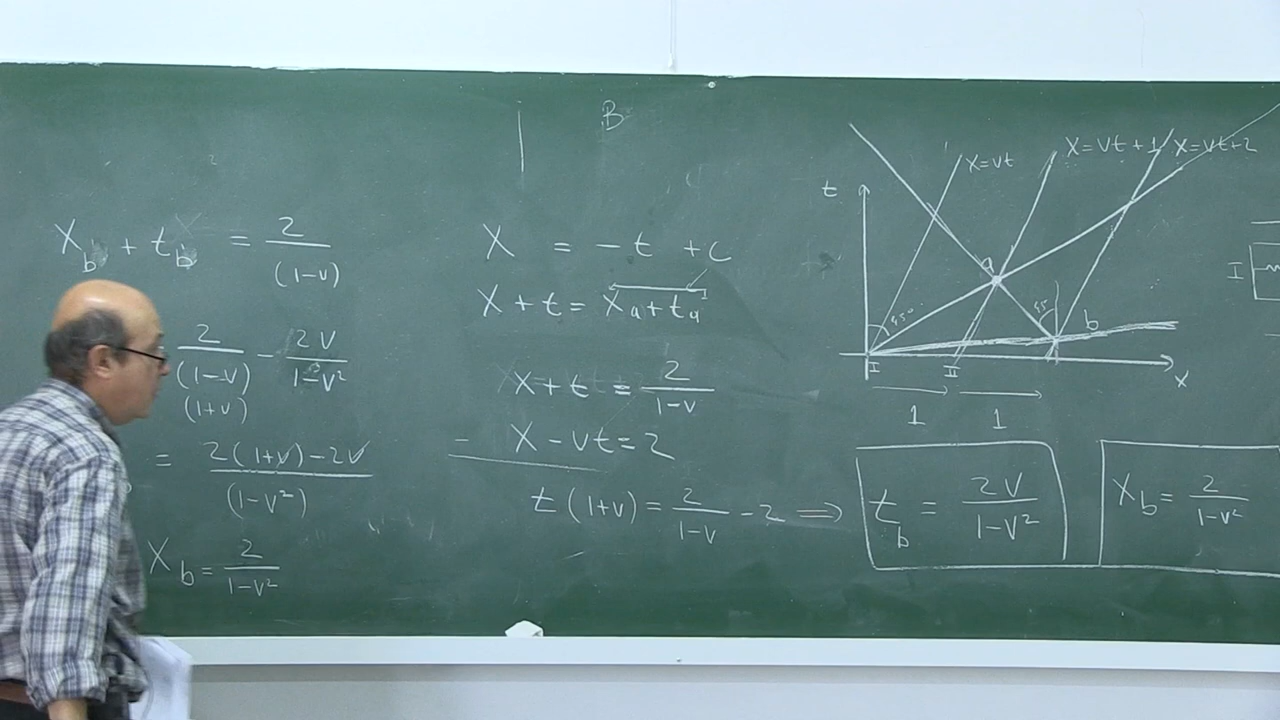 X_b + t_b = 2/(1-v)
2/((1-v)(1+v)) - 2v/(1-v²)
= (2(1+v)-2v)/(1-v²)
X_b = 2/(1-v²)
B
X = -t + c
X + t = X_a + t_a
X + t = 2/(1-v)
- X - vt = 2
t(1+v) = 2/(1-v) - 2 ⟹
t_b = 2v/(1-v²)
X_b = 2/(1-v²)
t
X=vt
X=vt+1
X=vt+2
a
45°
45
b
I
II
X
1
1
I